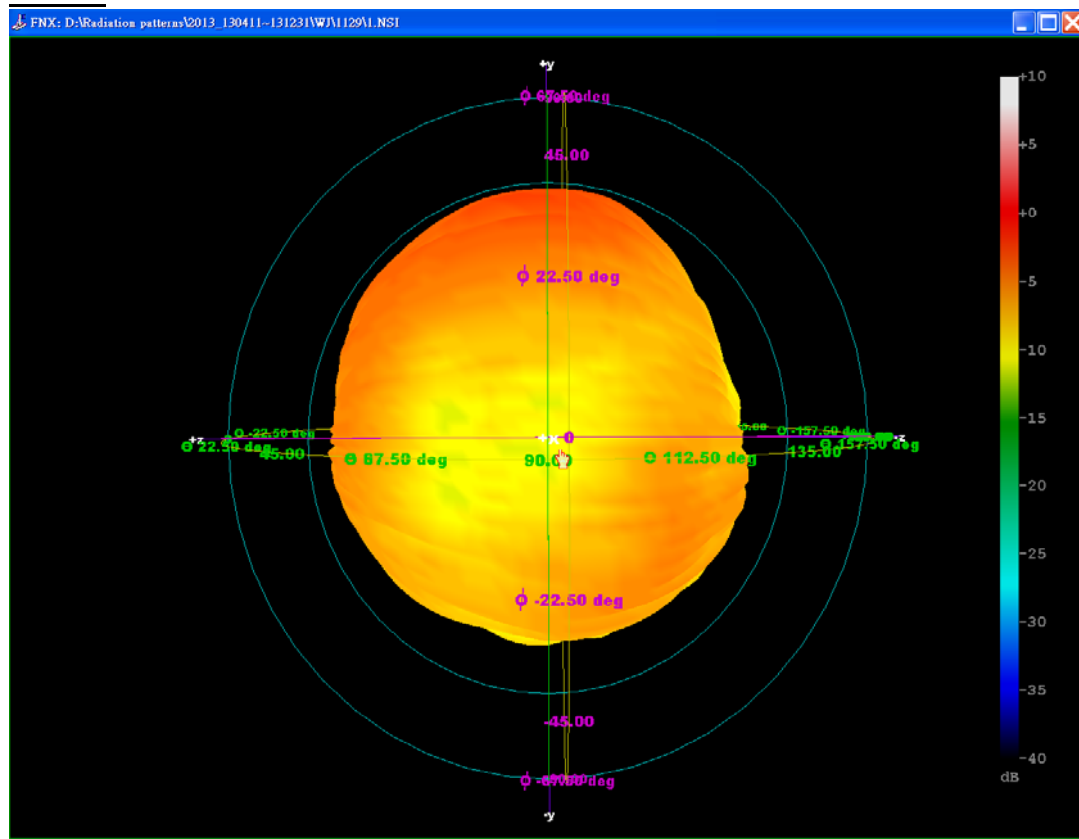 FNX: D:\Radiation patterns\2013_130411~131231\WJ\1129\1.NSI
+y
+10
45.00
+5
+0
ϕ 22.50 deg
-5
-10
Θ -22.50 deg
0
Θ -157.50 deg
+z
+x
-z
Θ 22.50 deg
45.00
Θ 67.50 deg
Θ 112.50 deg
135.00
Θ 157.50 deg
-15
-20
-25
ϕ -22.50 deg
-30
-45.00
-35
-40
dB
-y